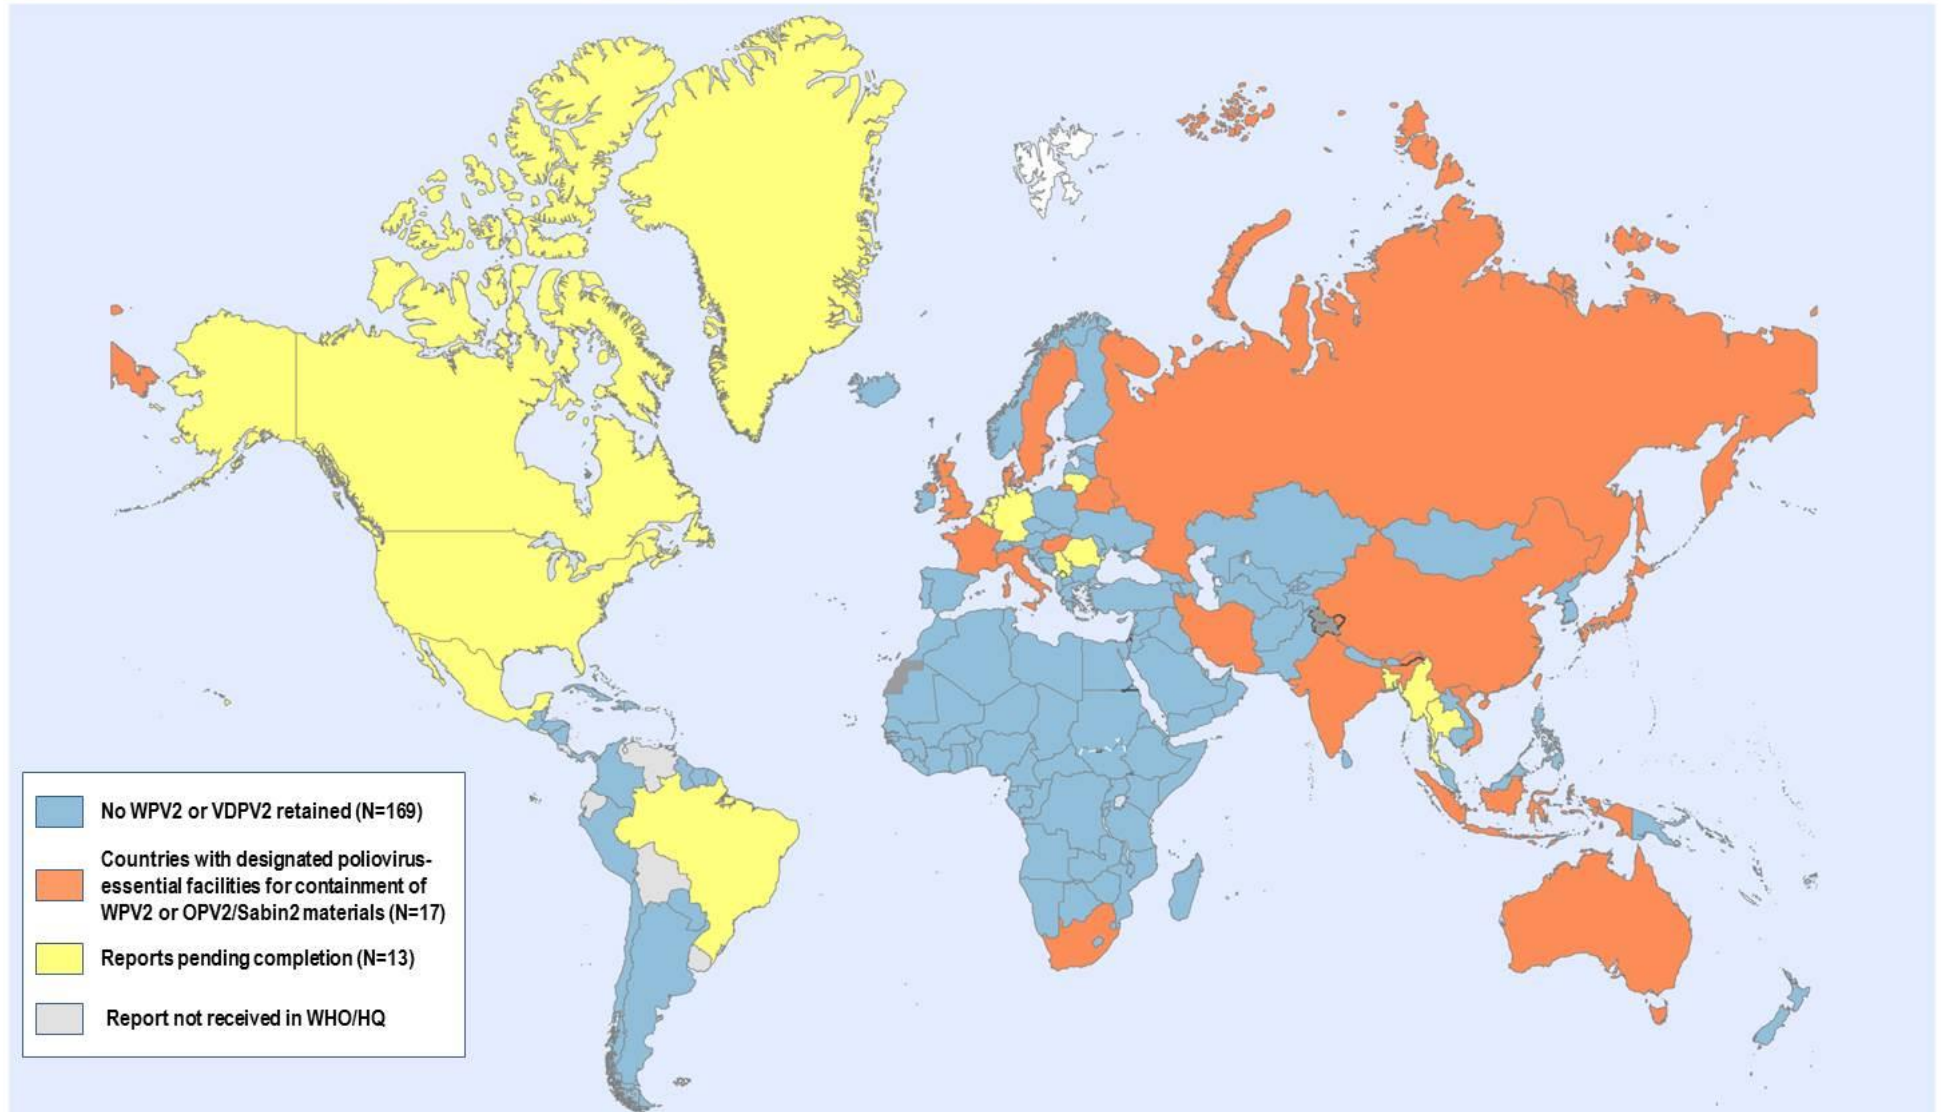 No WPV2 or VDPV2 retained (N=169)
Countries with designated poliovirus-
essential facilities for containment of
WPV2 or OPV2/Sabin2 materials (N=17)
Reports pending completion (N=13)
Report not received in WHO/HQ